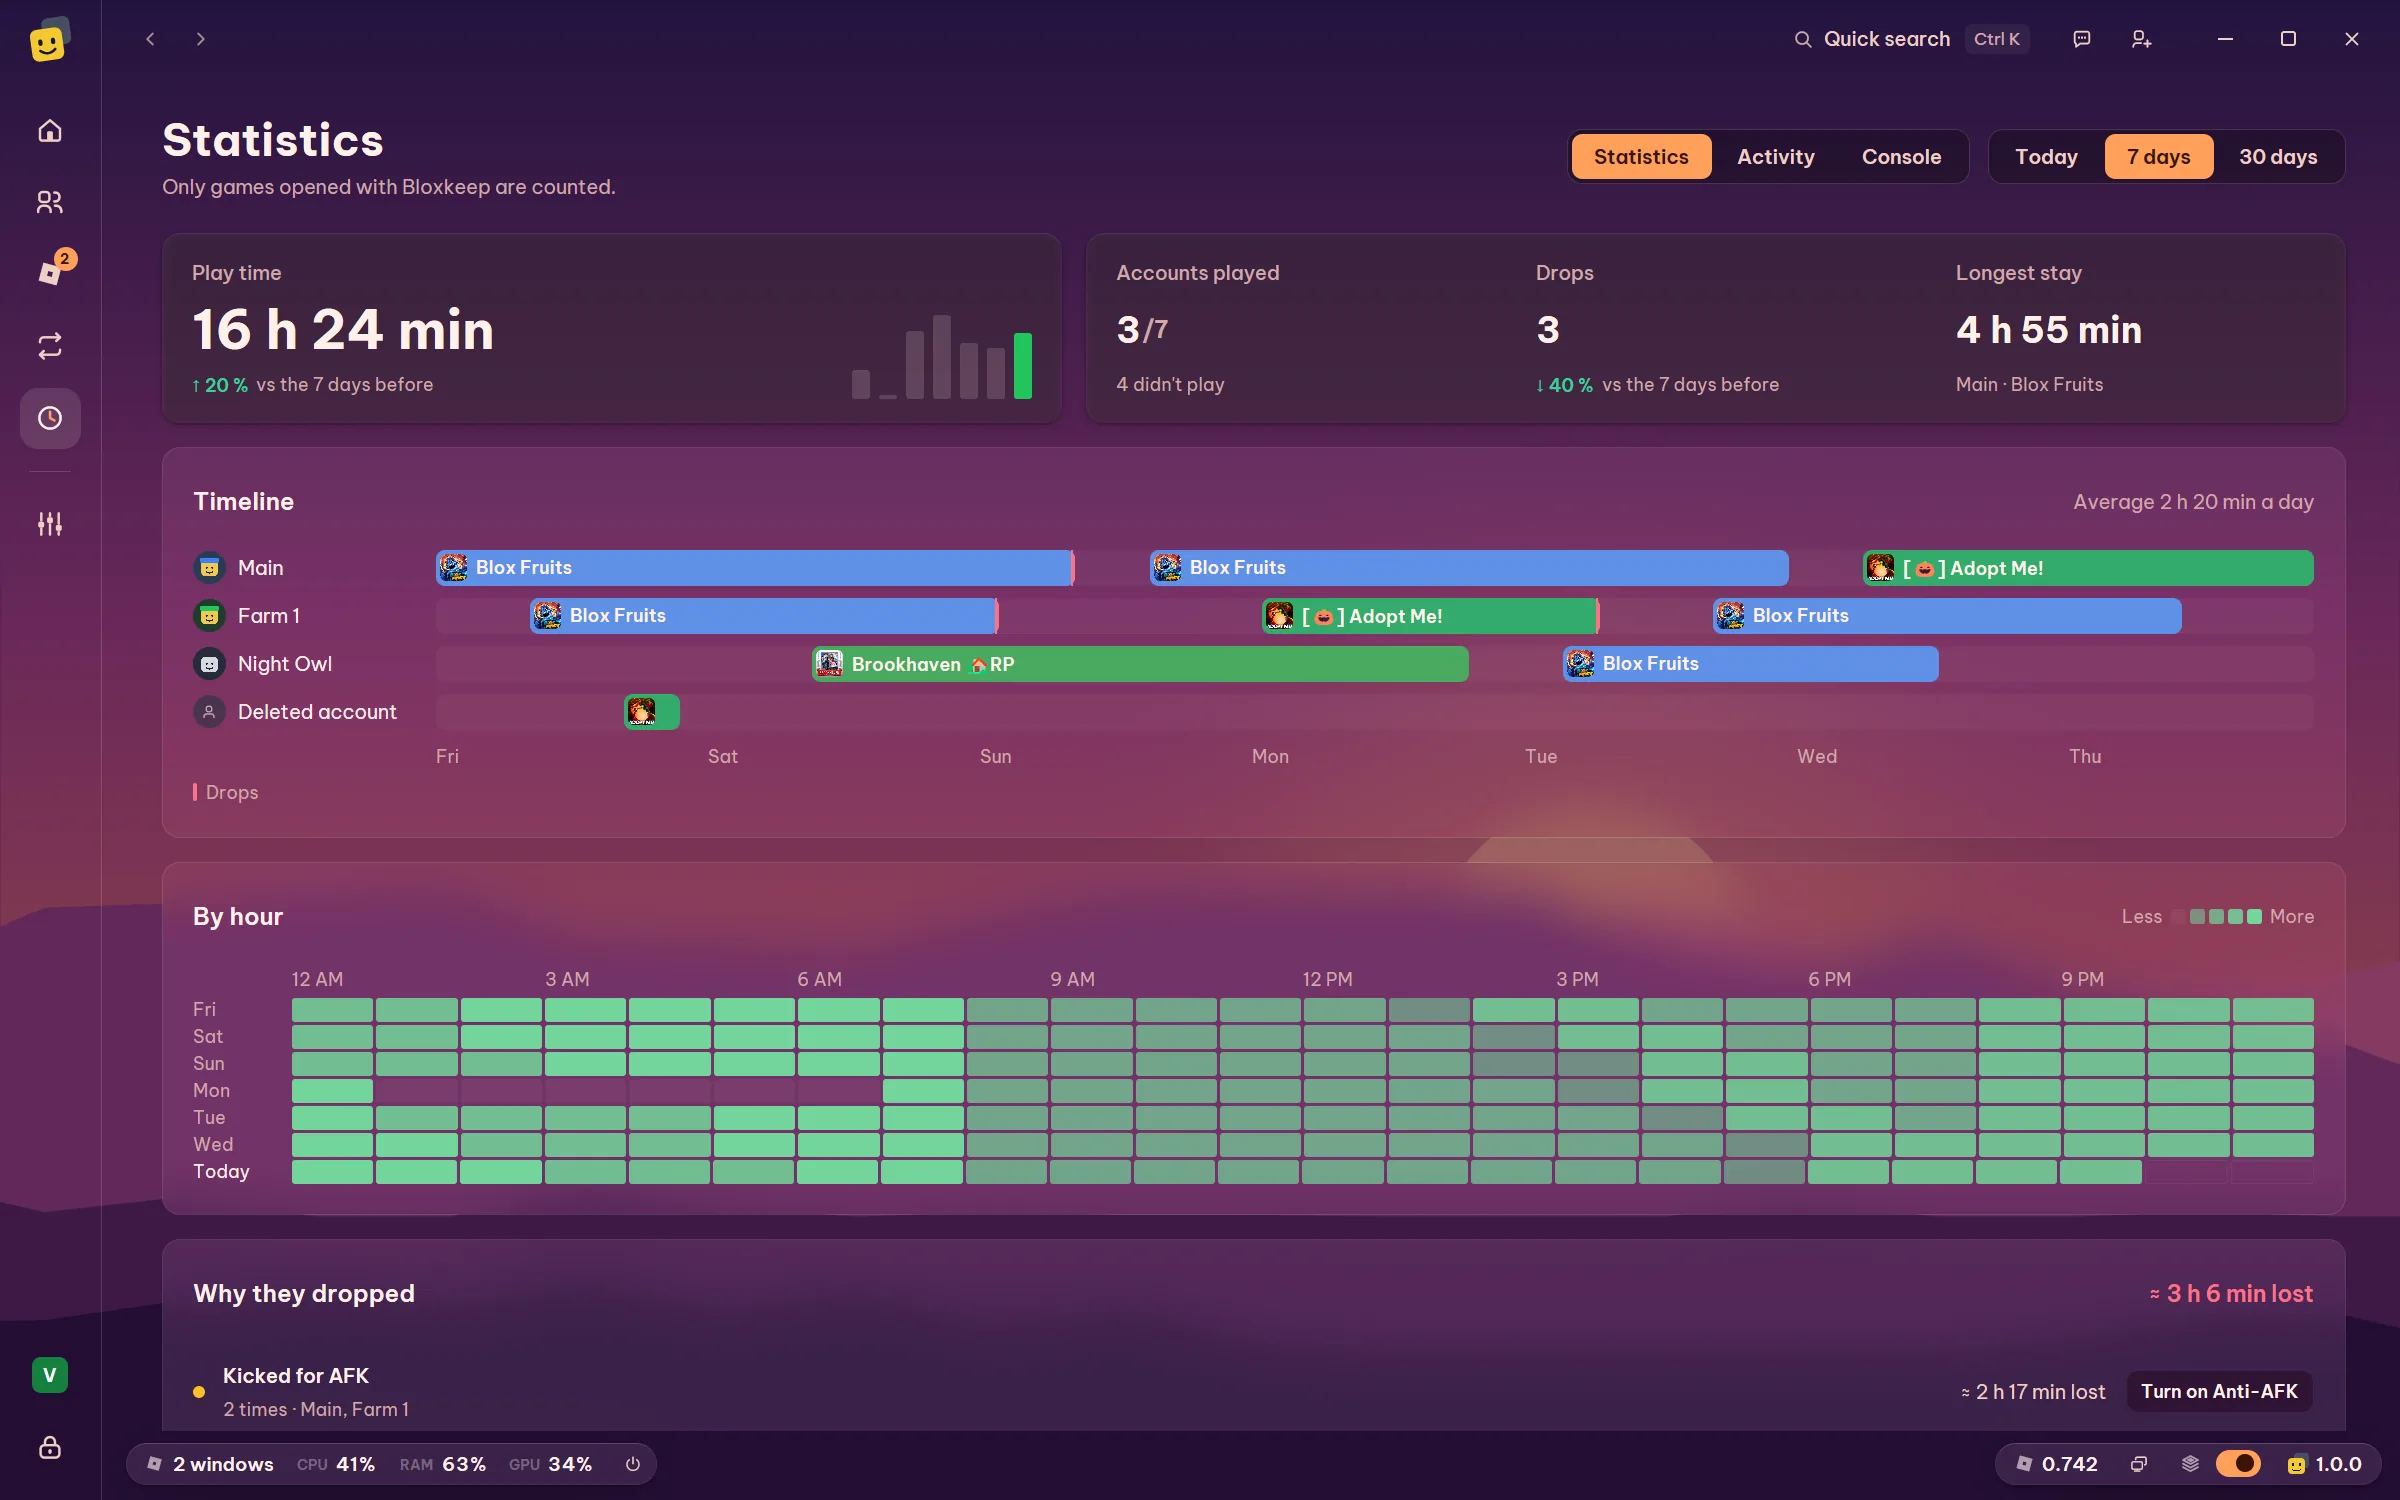 Quick search Ctrl K
Statistics
Only games opened with Bloxkeep are counted.
Statistics Activity Console
Today 7 days 30 days
2
Play time
16 h 24 min
↑ 20 % vs the 7 days before
Accounts played
3/7
4 didn't play
Drops
3
↓ 40 % vs the 7 days before
Longest stay
4 h 55 min
Main · Blox Fruits
Timeline
Average 2 h 20 min a day
Main
Blox Fruits
Blox Fruits
[🎃] Adopt Me!
Farm 1
Blox Fruits
[🎃] Adopt Me!
Blox Fruits
Night Owl
Brookhaven 🏡RP
Blox Fruits
Deleted account
Fri Sat Sun Mon Tue Wed Thu
Drops
By hour
Less More
12 AM 3 AM 6 AM 9 AM 12 PM 3 PM 6 PM 9 PM
Fri
Sat
Sun
Mon
Tue
Wed
Today
Why they dropped
≈ 3 h 6 min lost
Kicked for AFK
2 times · Main, Farm 1
≈ 2 h 17 min lost
Turn on Anti-AFK
V
2 windows CPU 41% RAM 63% GPU 34%
0.742
1.0.0